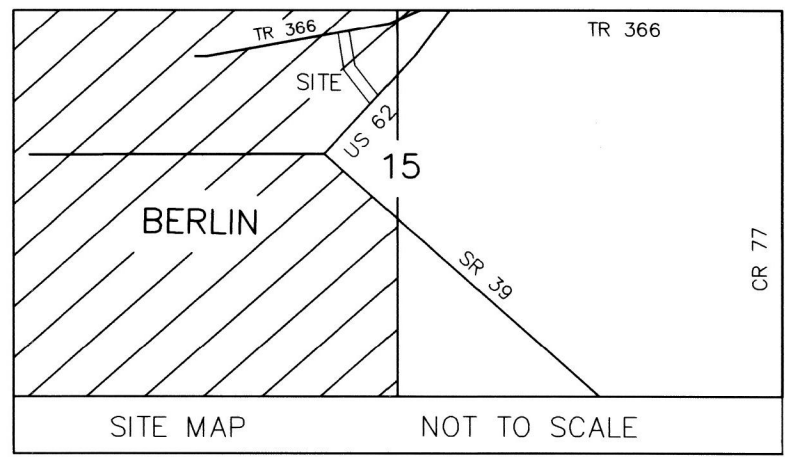 TR 366
TR 366
SITE
US 62
15
BERLIN
SR 39
CR 77
SITE MAP
NOT TO SCALE